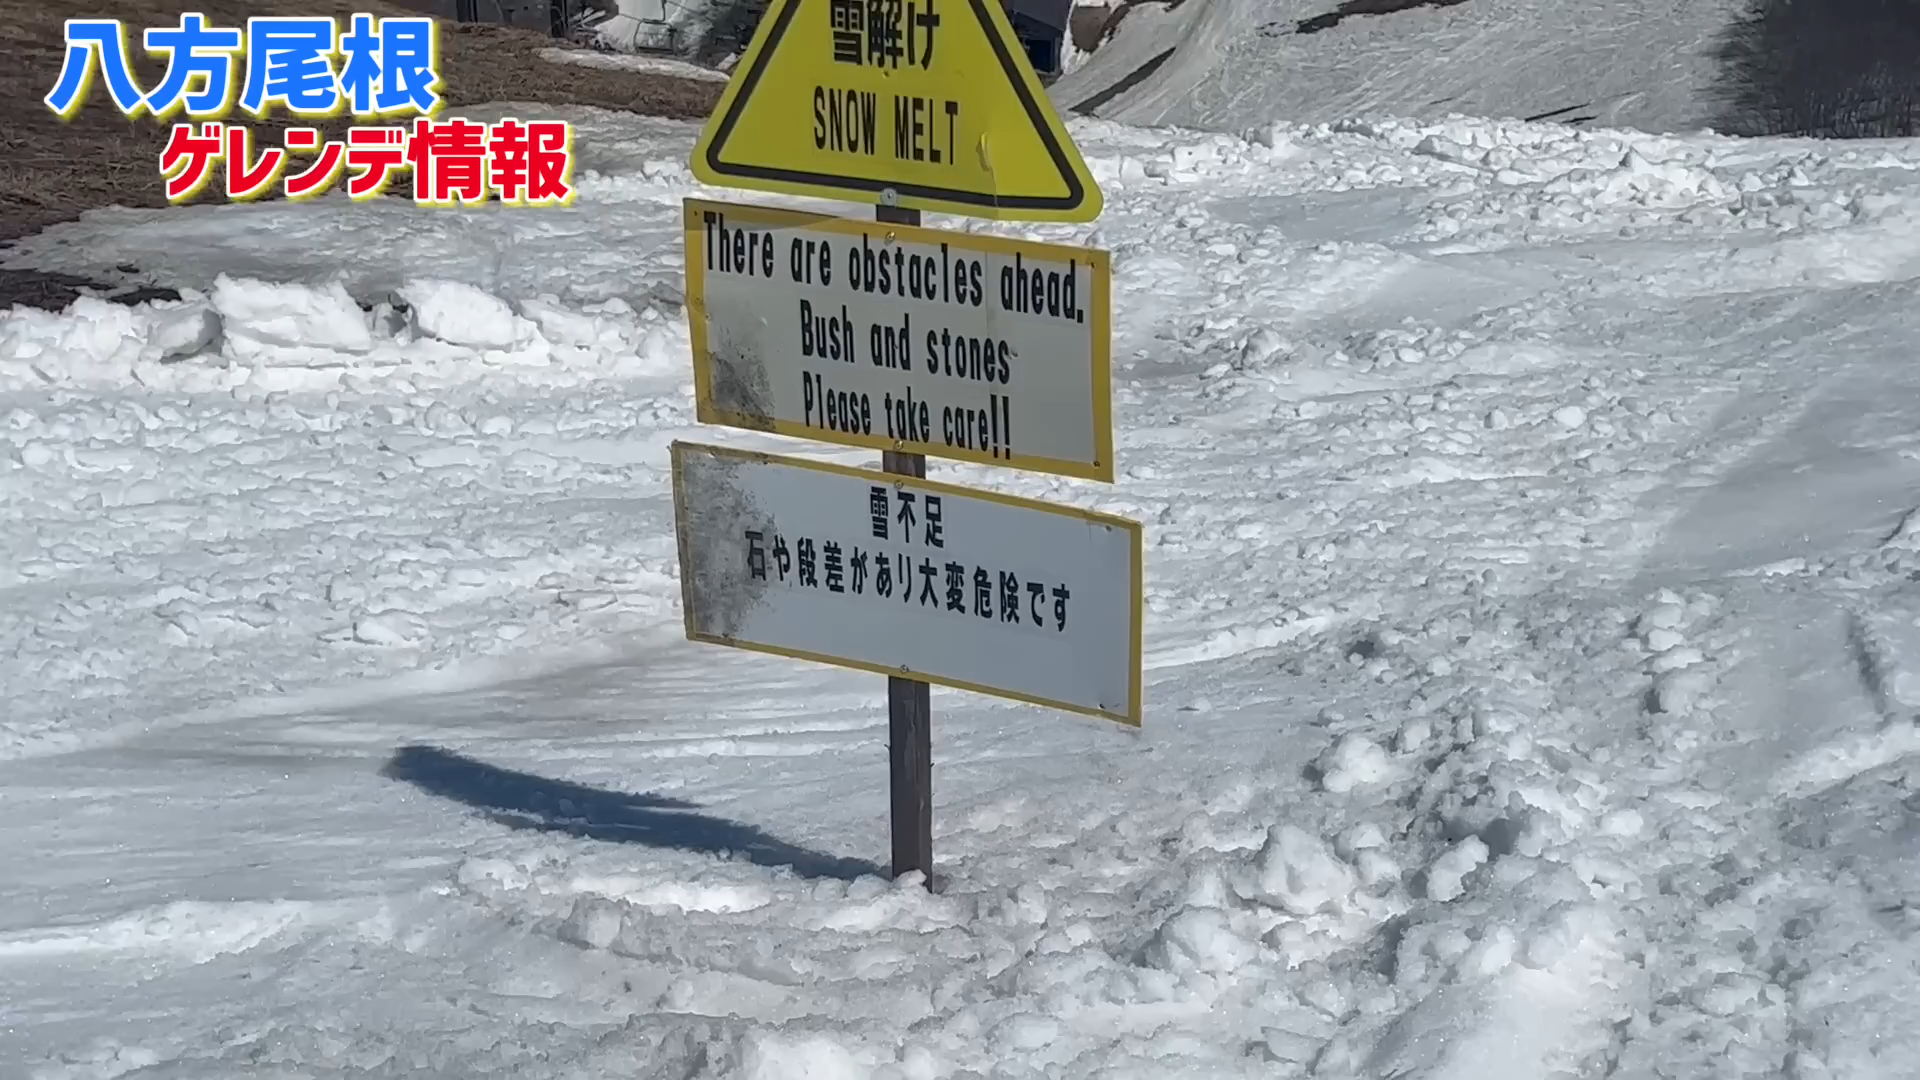 八方尾根
ゲレンデ情報
雪解け
SNOW MELT
There are obstacles ahead.
Bush and stones
Please take care!!
雪不足
石や段差があり大変危険です